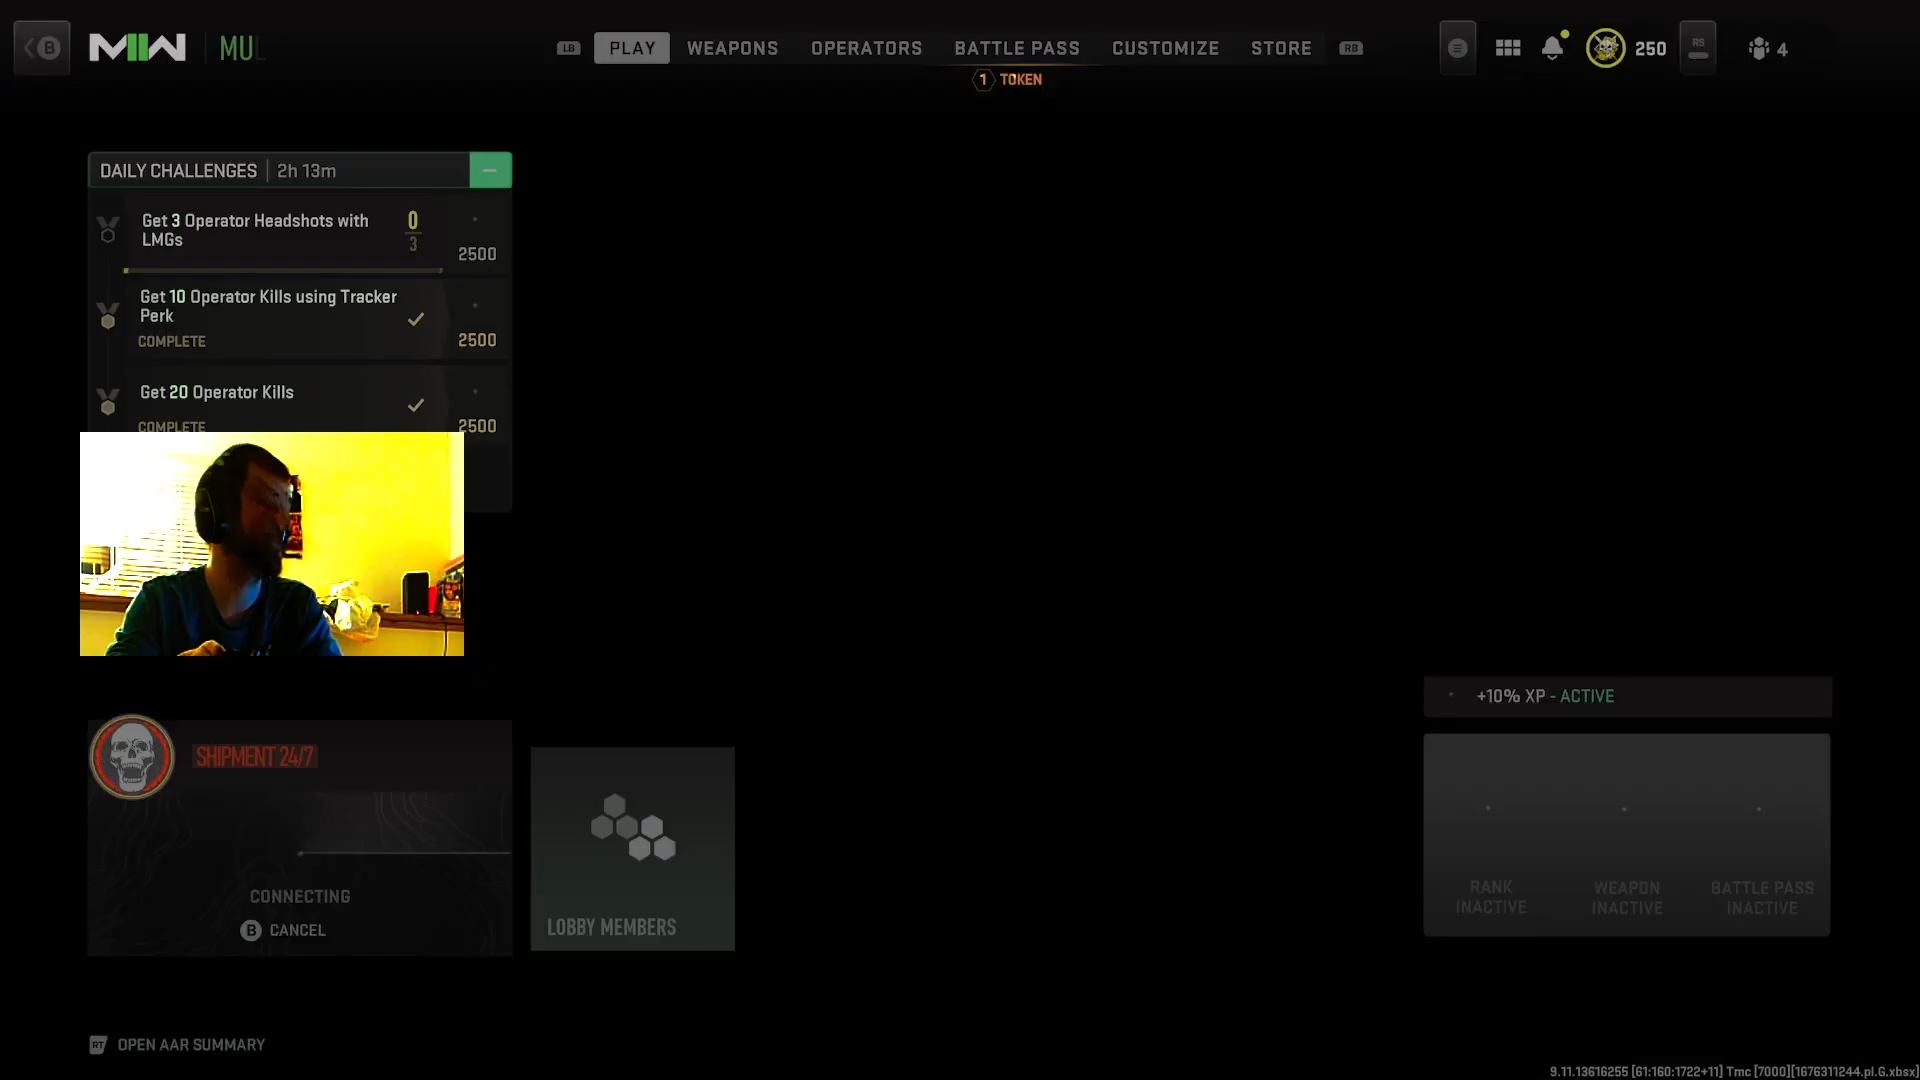 B MW MUL LB PLAY WEAPONS OPERATORS BATTLE PASS CUSTOMIZE STORE RB 250 RS 4
1 TOKEN
DAILY CHALLENGES 2h 13m
Get 3 Operator Headshots with
LMGs
0
3
2500
Get 10 Operator Kills using Tracker
Perk
COMPLETE
2500
Get 20 Operator Kills
COMPLETE
2500
+10% XP - ACTIVE
SHIPMENT 24/7
CONNECTING
B CANCEL
LOBBY MEMBERS
RANK
INACTIVE
WEAPON
INACTIVE
BATTLE PASS
INACTIVE
RT OPEN AAR SUMMARY
9.11.13616255 [61:160:1722+11] Tmc [7000][1676311244.pl.G.xbsx]